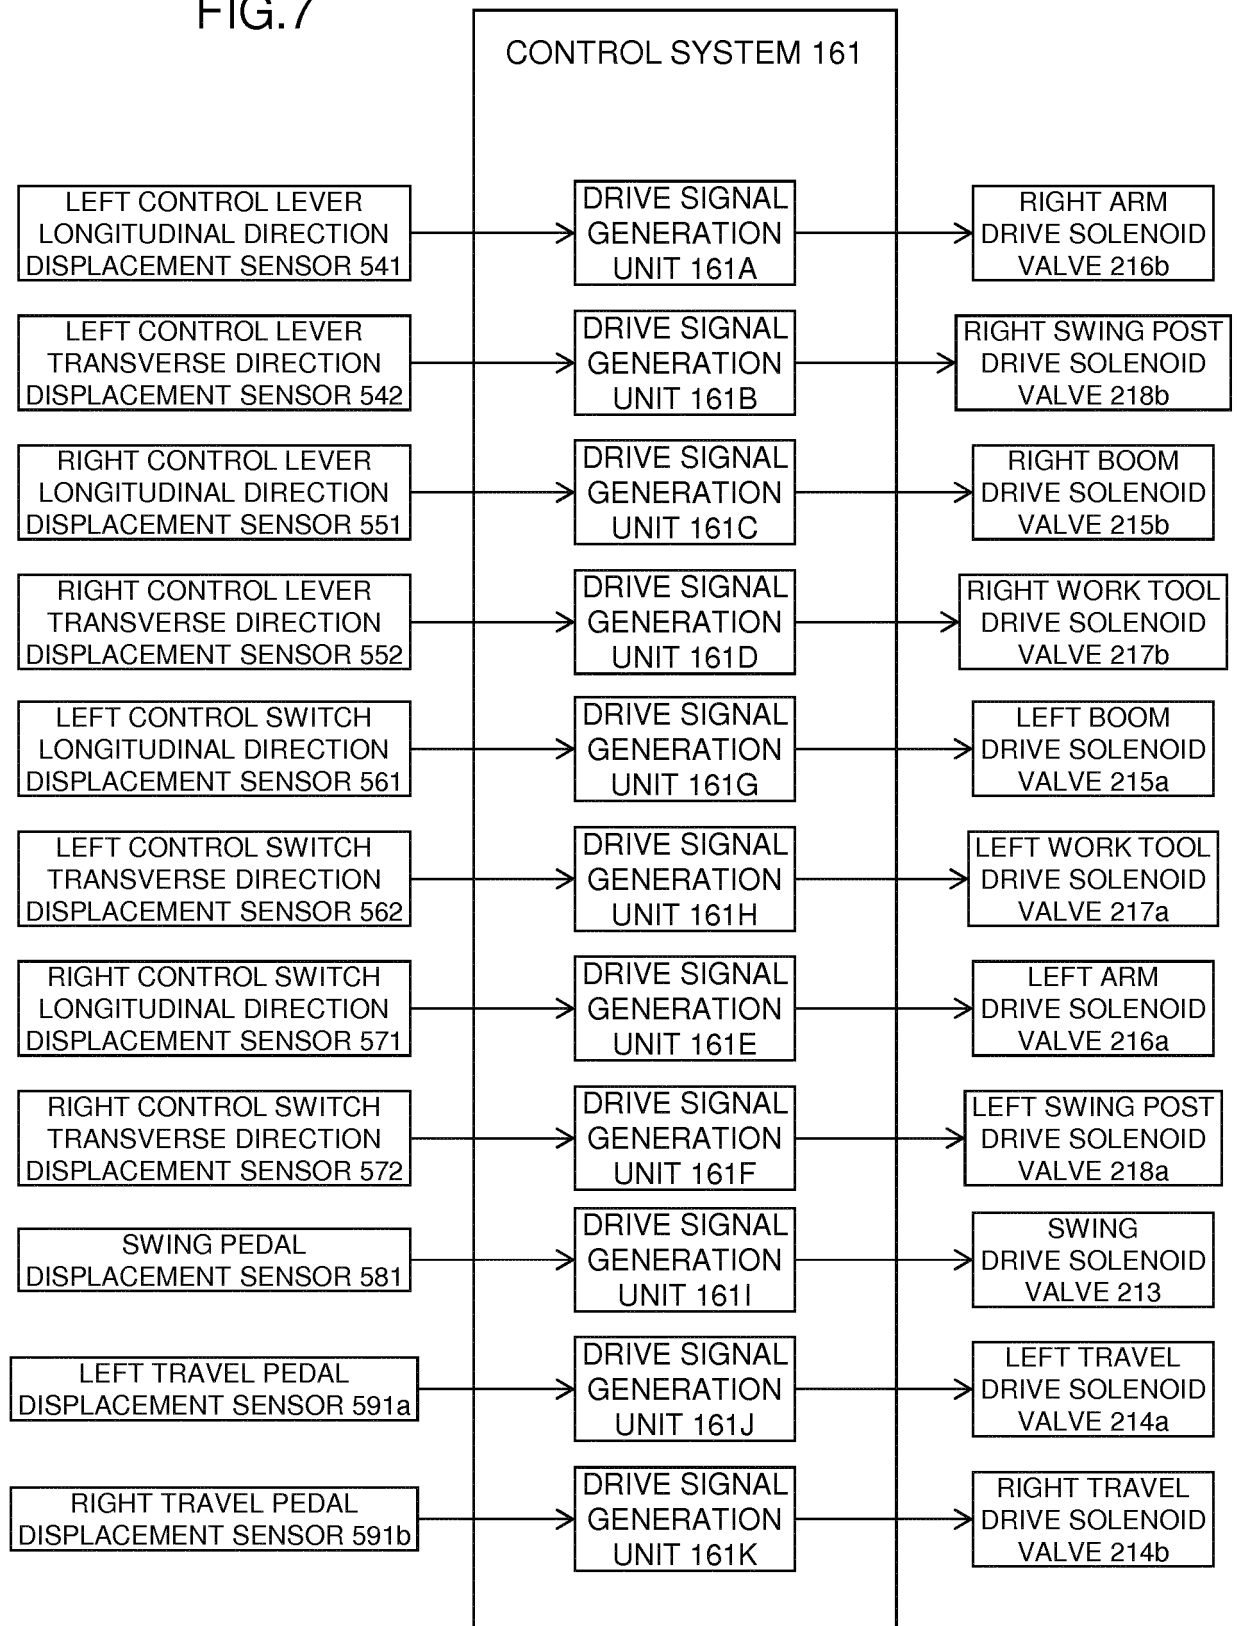 FIG.7
CONTROL SYSTEM 161
LEFT CONTROL LEVER
LONGITUDINAL DIRECTION
DISPLACEMENT SENSOR 541
DRIVE SIGNAL
GENERATION
UNIT 161A
RIGHT ARM
DRIVE SOLENOID
VALVE 216b
LEFT CONTROL LEVER
TRANSVERSE DIRECTION
DISPLACEMENT SENSOR 542
DRIVE SIGNAL
GENERATION
UNIT 161B
RIGHT SWING POST
DRIVE SOLENOID
VALVE 218b
RIGHT CONTROL LEVER
LONGITUDINAL DIRECTION
DISPLACEMENT SENSOR 551
DRIVE SIGNAL
GENERATION
UNIT 161C
RIGHT BOOM
DRIVE SOLENOID
VALVE 215b
RIGHT CONTROL LEVER
TRANSVERSE DIRECTION
DISPLACEMENT SENSOR 552
DRIVE SIGNAL
GENERATION
UNIT 161D
RIGHT WORK TOOL
DRIVE SOLENOID
VALVE 217b
LEFT CONTROL SWITCH
LONGITUDINAL DIRECTION
DISPLACEMENT SENSOR 561
DRIVE SIGNAL
GENERATION
UNIT 161G
LEFT BOOM
DRIVE SOLENOID
VALVE 215a
LEFT CONTROL SWITCH
TRANSVERSE DIRECTION
DISPLACEMENT SENSOR 562
DRIVE SIGNAL
GENERATION
UNIT 161H
LEFT WORK TOOL
DRIVE SOLENOID
VALVE 217a
RIGHT CONTROL SWITCH
LONGITUDINAL DIRECTION
DISPLACEMENT SENSOR 571
DRIVE SIGNAL
GENERATION
UNIT 161E
LEFT ARM
DRIVE SOLENOID
VALVE 216a
RIGHT CONTROL SWITCH
TRANSVERSE DIRECTION
DISPLACEMENT SENSOR 572
DRIVE SIGNAL
GENERATION
UNIT 161F
LEFT SWING POST
DRIVE SOLENOID
VALVE 218a
SWING PEDAL
DISPLACEMENT SENSOR 581
DRIVE SIGNAL
GENERATION
UNIT 161I
SWING
DRIVE SOLENOID
VALVE 213
LEFT TRAVEL PEDAL
DISPLACEMENT SENSOR 591a
DRIVE SIGNAL
GENERATION
UNIT 161J
LEFT TRAVEL
DRIVE SOLENOID
VALVE 214a
RIGHT TRAVEL PEDAL
DISPLACEMENT SENSOR 591b
DRIVE SIGNAL
GENERATION
UNIT 161K
RIGHT TRAVEL
DRIVE SOLENOID
VALVE 214b